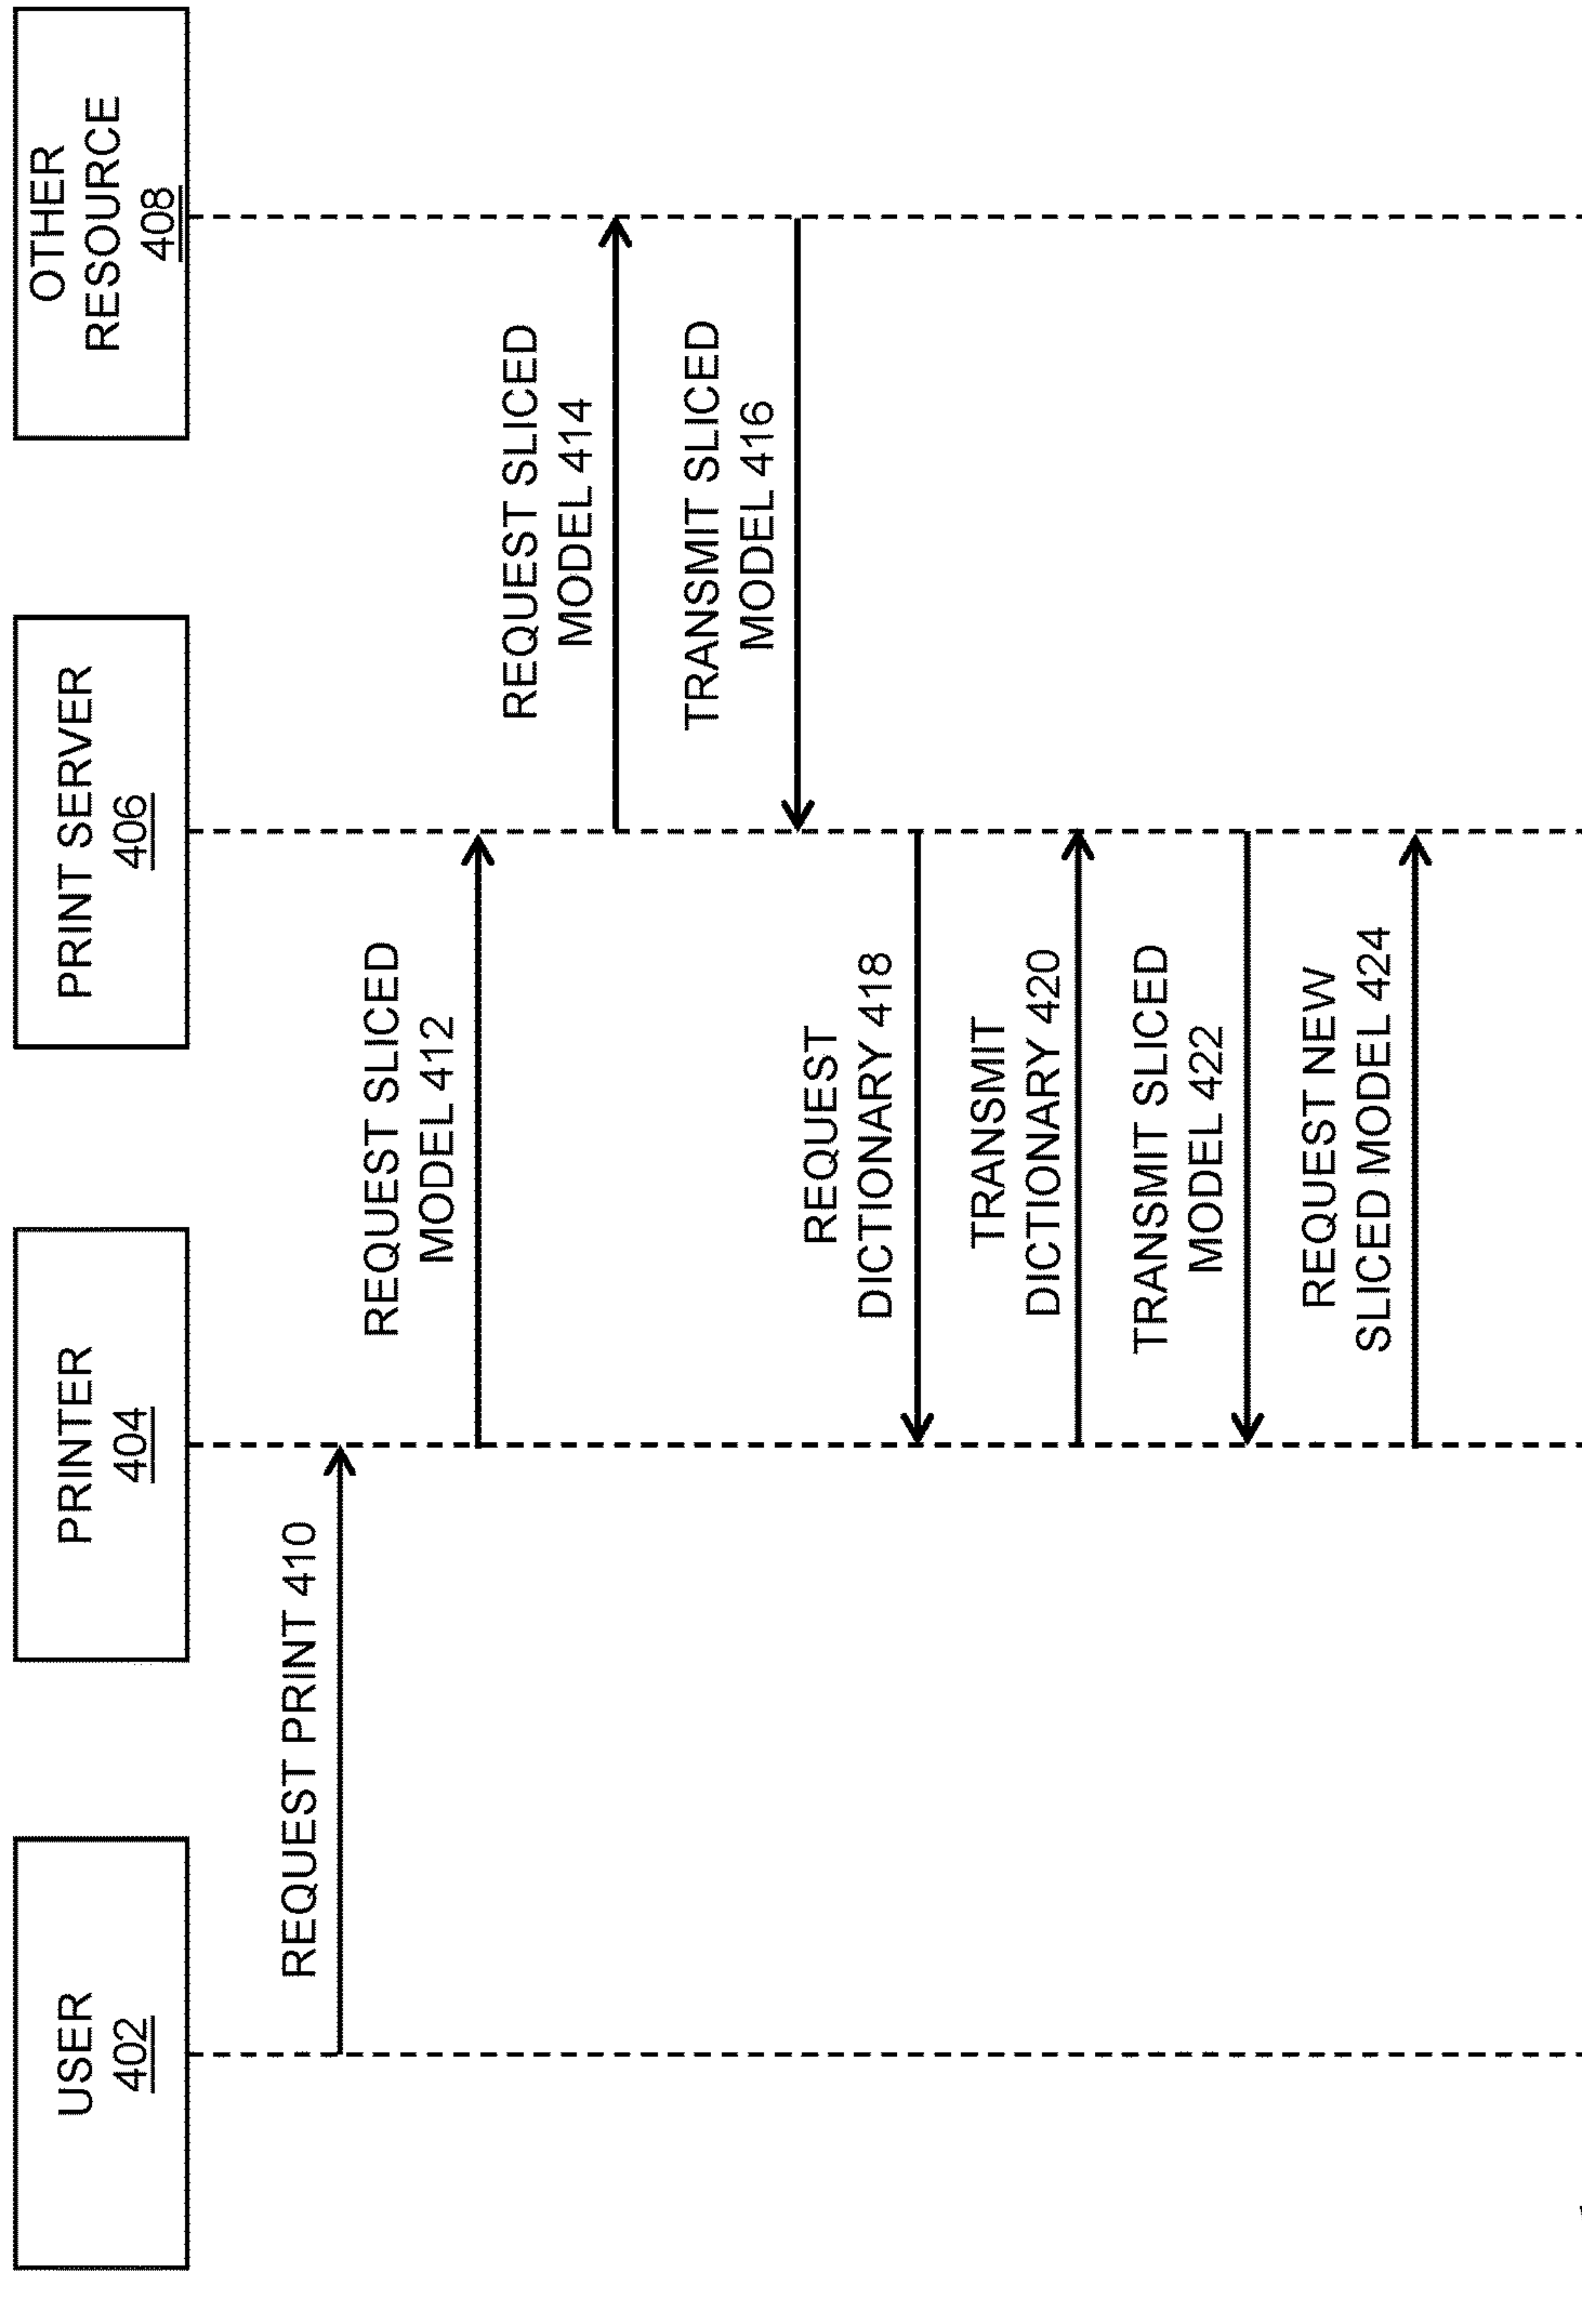 USER
402
PRINTER
404
PRINT SERVER
406
OTHER
RESOURCE
408
REQUEST PRINT 410
REQUEST SLICED
MODEL 412
REQUEST SLICED
MODEL 414
TRANSMIT SLICED
MODEL 416
REQUEST
DICTIONARY 418
TRANSMIT
DICTIONARY 420
TRANSMIT SLICED
MODEL 422
REQUEST NEW
SLICED MODEL 424